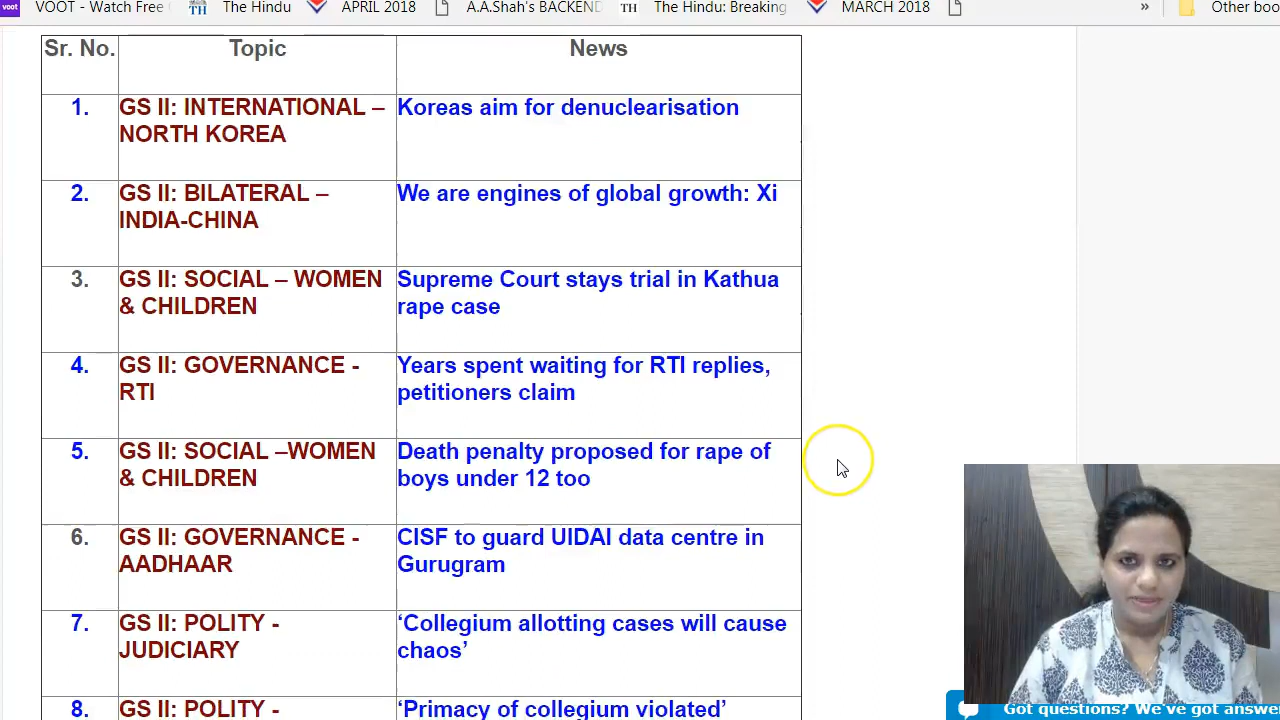 voot VOOT - Watch Free TH The Hindu APRIL 2018 A.A.Shah's BACKEND TH The Hindu: Breaking MARCH 2018 » Other boo
Sr. No. Topic News
1. GS II: INTERNATIONAL – Koreas aim for denuclearisation
NORTH KOREA
2. GS II: BILATERAL – We are engines of global growth: Xi
INDIA-CHINA
3. GS II: SOCIAL – WOMEN Supreme Court stays trial in Kathua
& CHILDREN rape case
4. GS II: GOVERNANCE - Years spent waiting for RTI replies,
RTI petitioners claim
5. GS II: SOCIAL –WOMEN Death penalty proposed for rape of
& CHILDREN boys under 12 too
6. GS II: GOVERNANCE - CISF to guard UIDAI data centre in
AADHAAR Gurugram
7. GS II: POLITY - ‘Collegium allotting cases will cause
JUDICIARY chaos’
8. GS II: POLITY - ‘Primacy of collegium violated’
Got questions? We've got answe